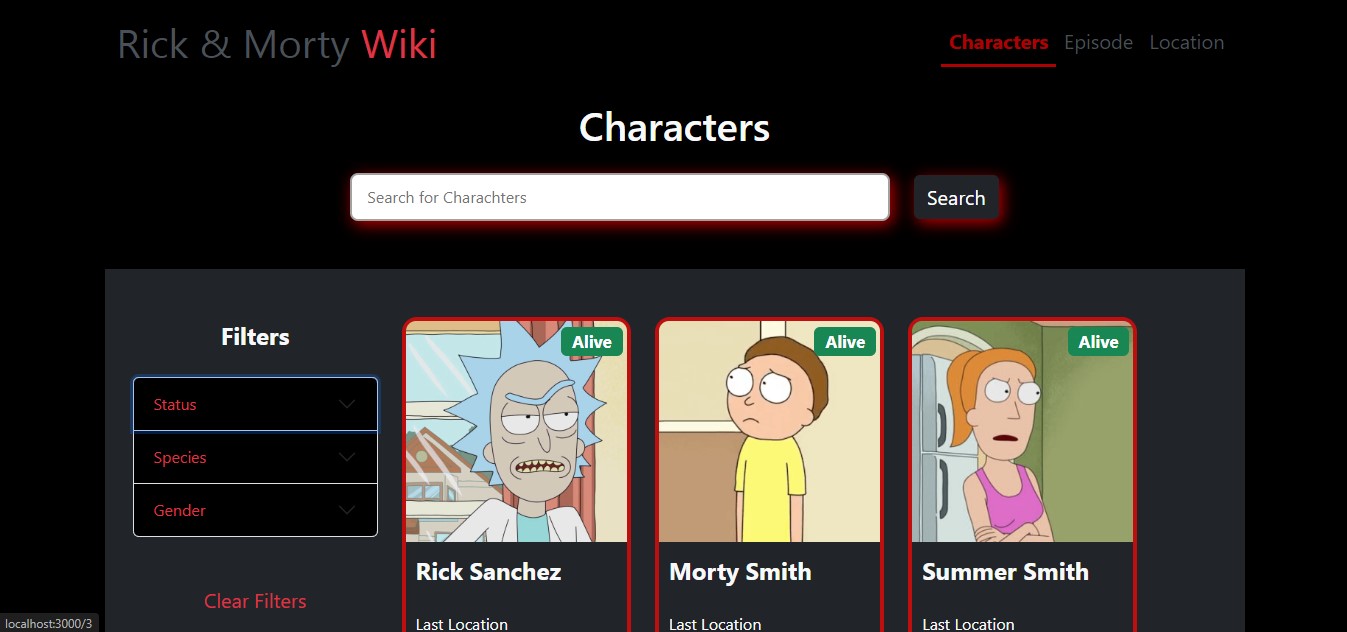 Rick & Morty Wiki
Characters Episode Location
Characters
Search for Charachters
Search
Filters
Status
Species
Gender
Clear Filters
Alive
Rick Sanchez
Last Location
Alive
Morty Smith
Last Location
Alive
Summer Smith
Last Location
localhost:3000/3